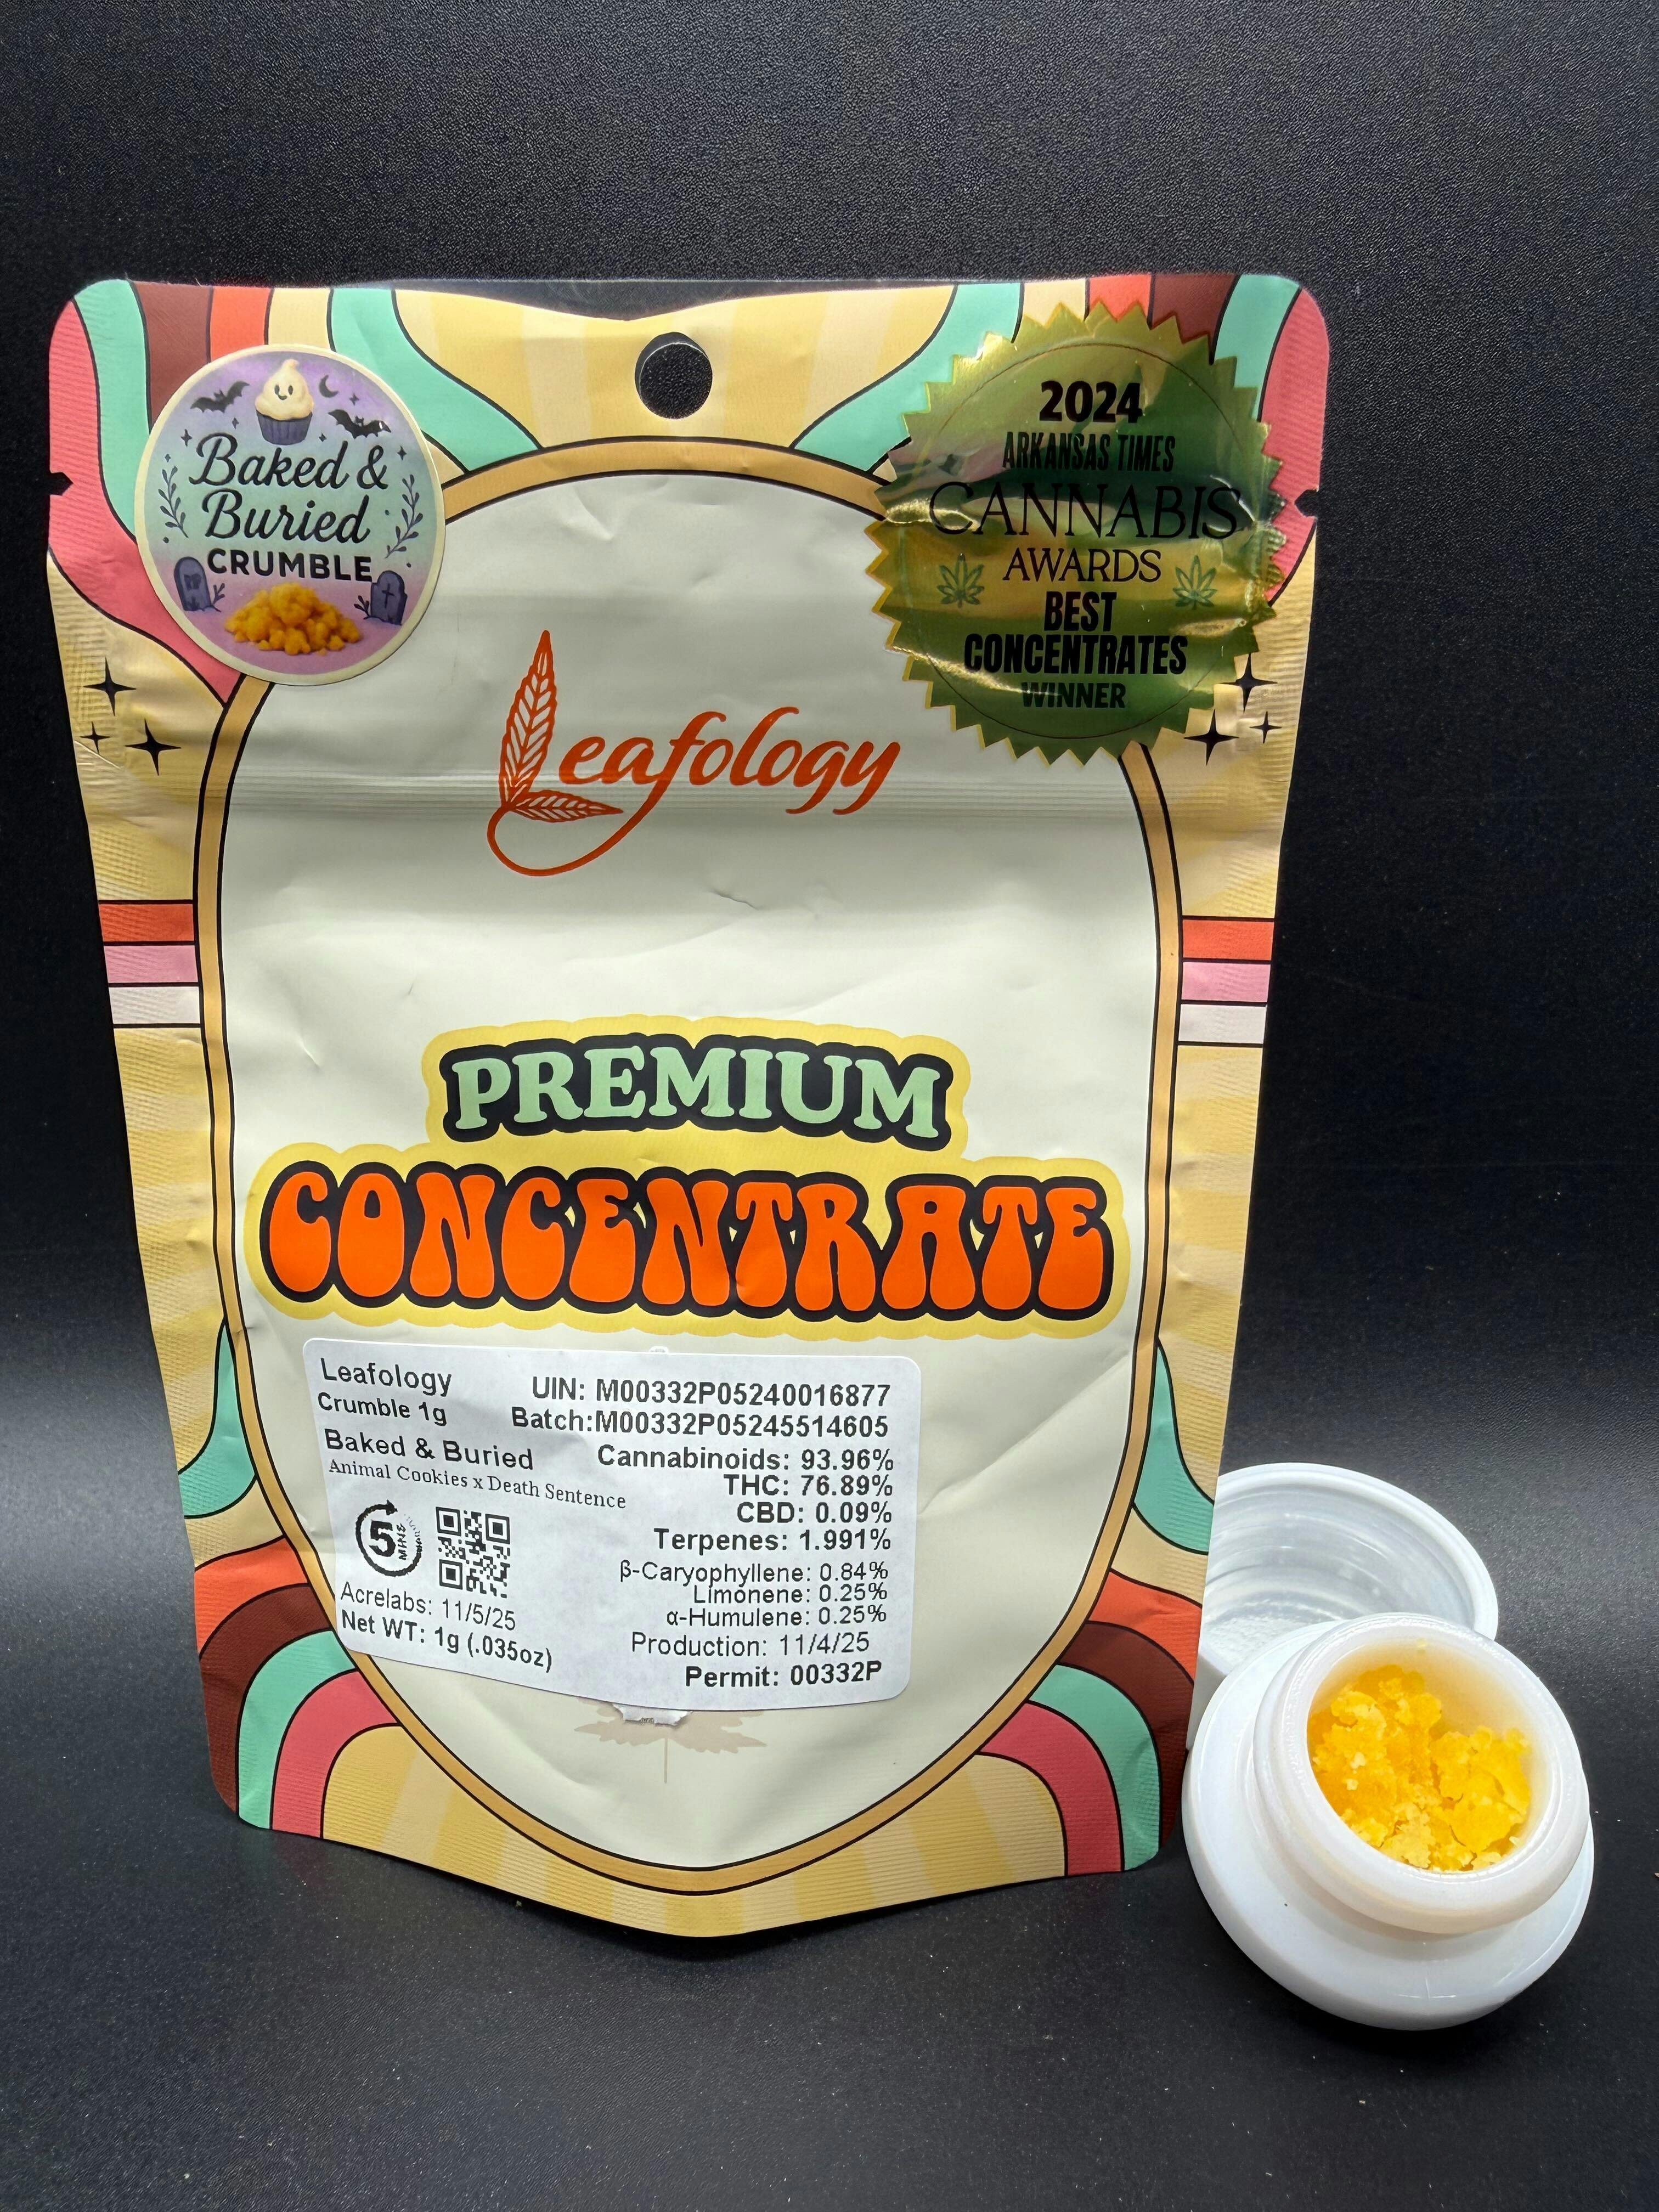 Baked &
Buried
CRUMBLE
2024
ARKANSAS TIMES
CANNABIS
AWARDS
BEST
CONCENTRATES
WINNER
Leafology
PREMIUM
CONCENTRATE
Leafology
Crumble 1g
Baked & Buried
Animal Cookies x Death Sentence
5
MINS
Acrelabs: 11/5/25
Net WT: 1g (.035oz)
UIN: M00332P05240016877
Batch:M00332P05245514605
Cannabinoids: 93.96%
THC: 76.89%
CBD: 0.09%
Terpenes: 1.991%
β-Caryophyllene: 0.84%
Limonene: 0.25%
α-Humulene: 0.25%
Production: 11/4/25
Permit: 00332P